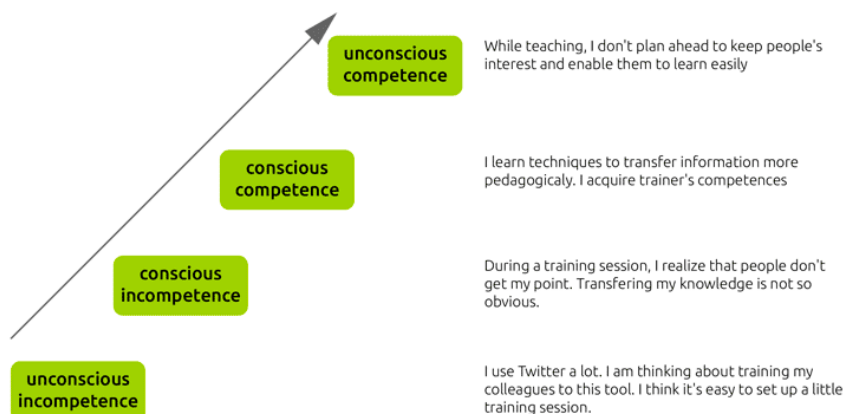 unconscious
competence
While teaching, I don't plan ahead to keep people's
interest and enable them to learn easily
conscious
competence
I learn techniques to transfer information more
pedagogicaly. I acquire trainer's competences
conscious
incompetence
During a training session, I realize that people don't
get my point. Transfering my knowledge is not so
obvious.
unconscious
incompetence
I use Twitter a lot. I am thinking about training my
colleagues to this tool. I think it's easy to set up a little
training session.